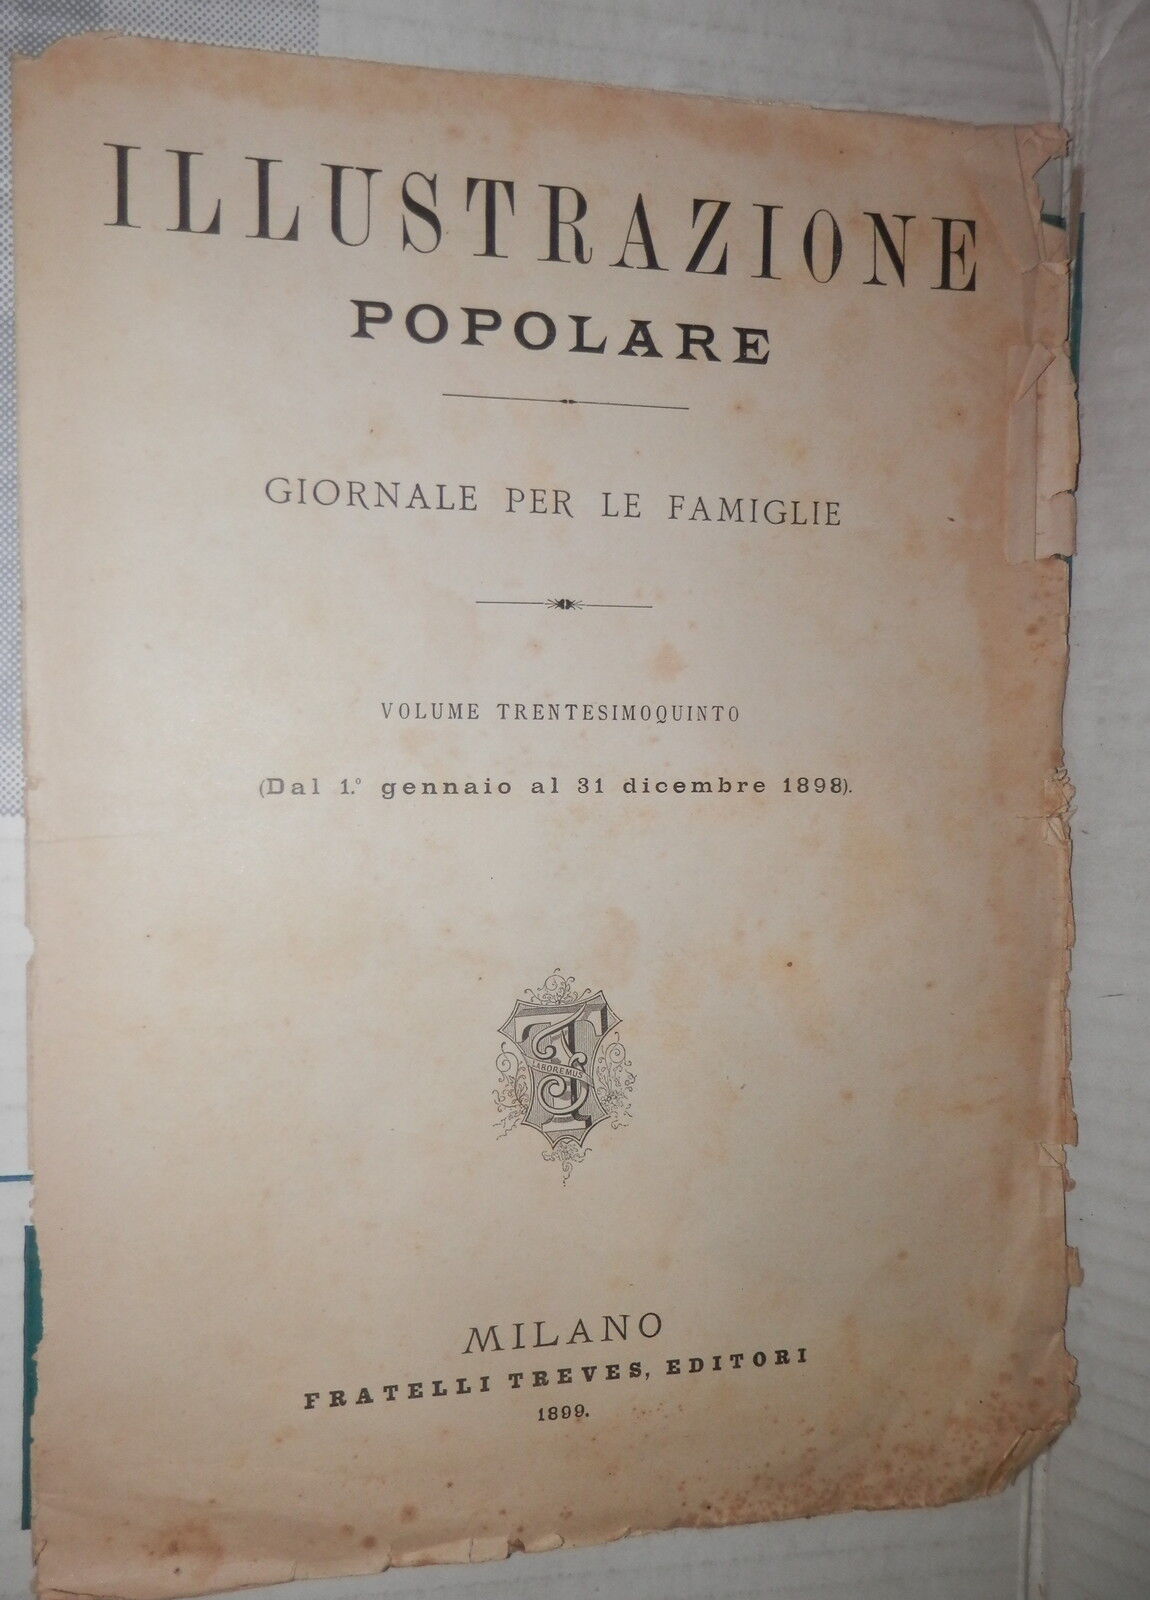 ILLUSTRAZIONE
POPOLARE
GIORNALE PER LE FAMIGLIE
VOLUME TRENTESIMOQUINTO
(Dal 1.º gennaio al 31 dicembre 1898).
LABOREMUS
MILANO
FRATELLI TREVES, EDITORI
1899.